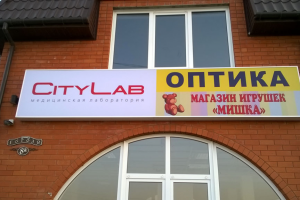 CITYLAB
медицинская лаборатория
ОПТИКА
МАГАЗИН ИГРУШЕК
«МИШКА»